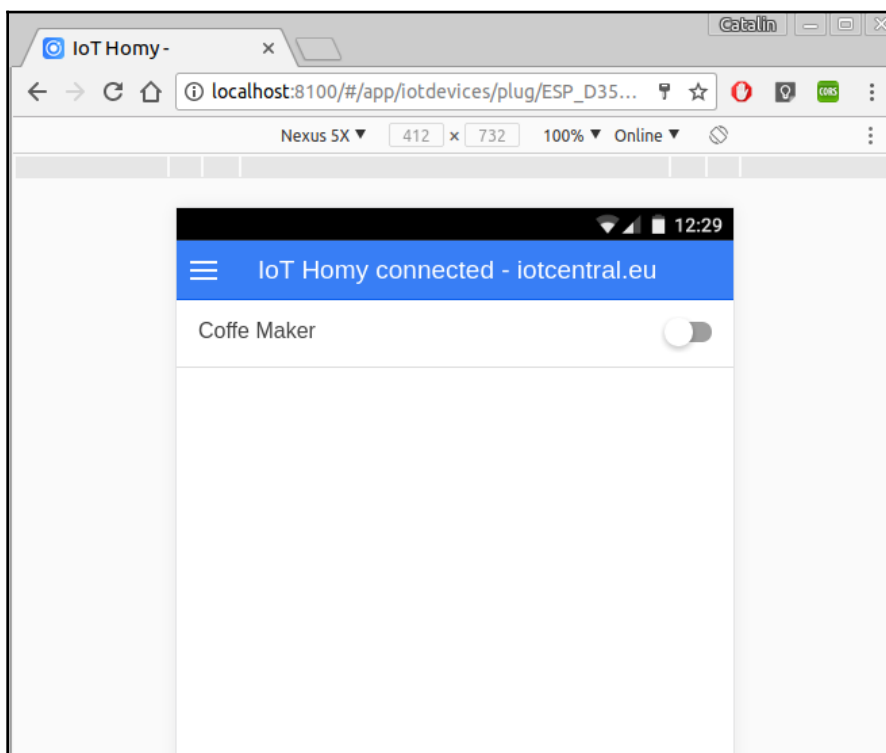 Catalin
IoT Homy -
localhost:8100/#/app/iotdevices/plug/ESP_D35...
CORS
Nexus 5X 412 × 732 100% Online
12:29
IoT Homy connected - iotcentral.eu
Coffe Maker